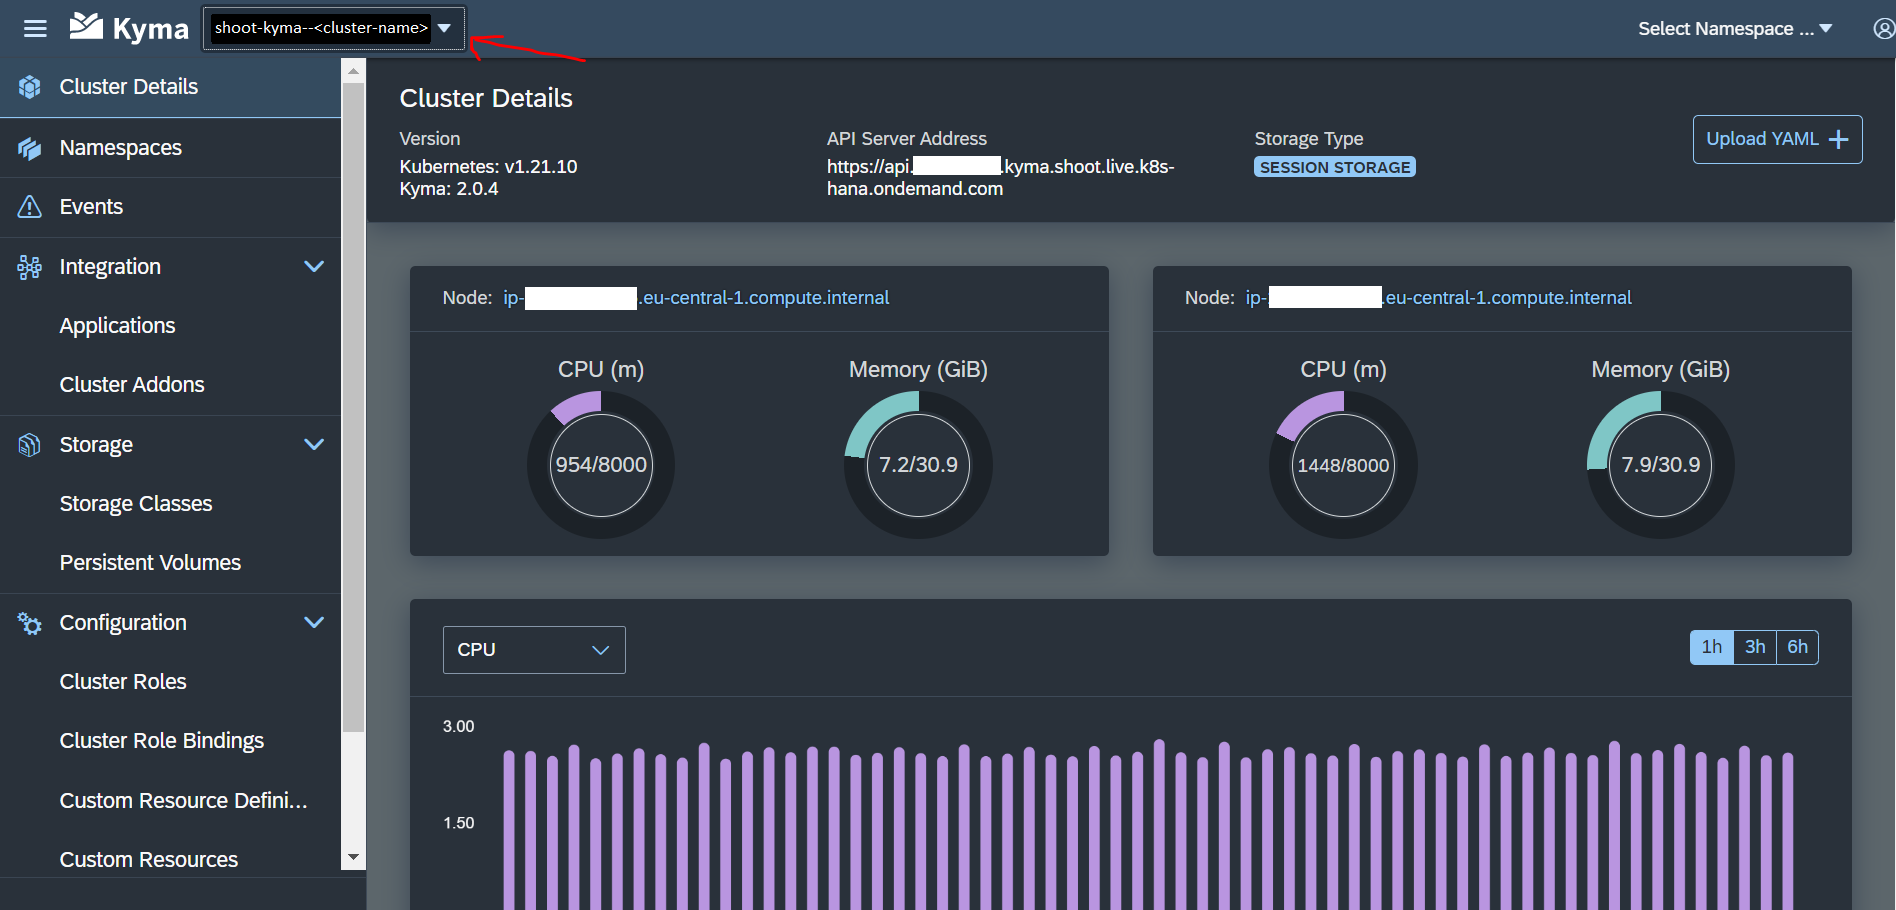 Kyma
shoot-kyma--<cluster-name>
Select Namespace ...
Cluster Details
Namespaces
Events
Integration
Applications
Cluster Addons
Storage
Storage Classes
Persistent Volumes
Configuration
Cluster Roles
Cluster Role Bindings
Custom Resource Defini...
Custom Resources
Cluster Details
Version
Kubernetes: v1.21.10
Kyma: 2.0.4
API Server Address
https://api. .kyma.shoot.live.k8s-
hana.ondemand.com
Storage Type
SESSION STORAGE
Upload YAML
Node: ip- .eu-central-1.compute.internal
CPU (m)
954/8000
Memory (GiB)
7.2/30.9
Node: ip- .eu-central-1.compute.internal
CPU (m)
1448/8000
Memory (GiB)
7.9/30.9
CPU
1h 3h 6h
3.00
1.50